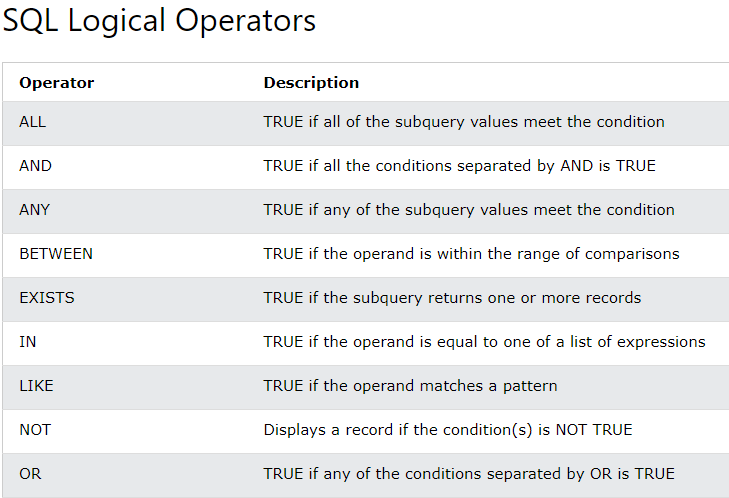 SQL Logical Operators
Operator Description
ALL TRUE if all of the subquery values meet the condition
AND TRUE if all the conditions separated by AND is TRUE
ANY TRUE if any of the subquery values meet the condition
BETWEEN TRUE if the operand is within the range of comparisons
EXISTS TRUE if the subquery returns one or more records
IN TRUE if the operand is equal to one of a list of expressions
LIKE TRUE if the operand matches a pattern
NOT Displays a record if the condition(s) is NOT TRUE
OR TRUE if any of the conditions separated by OR is TRUE